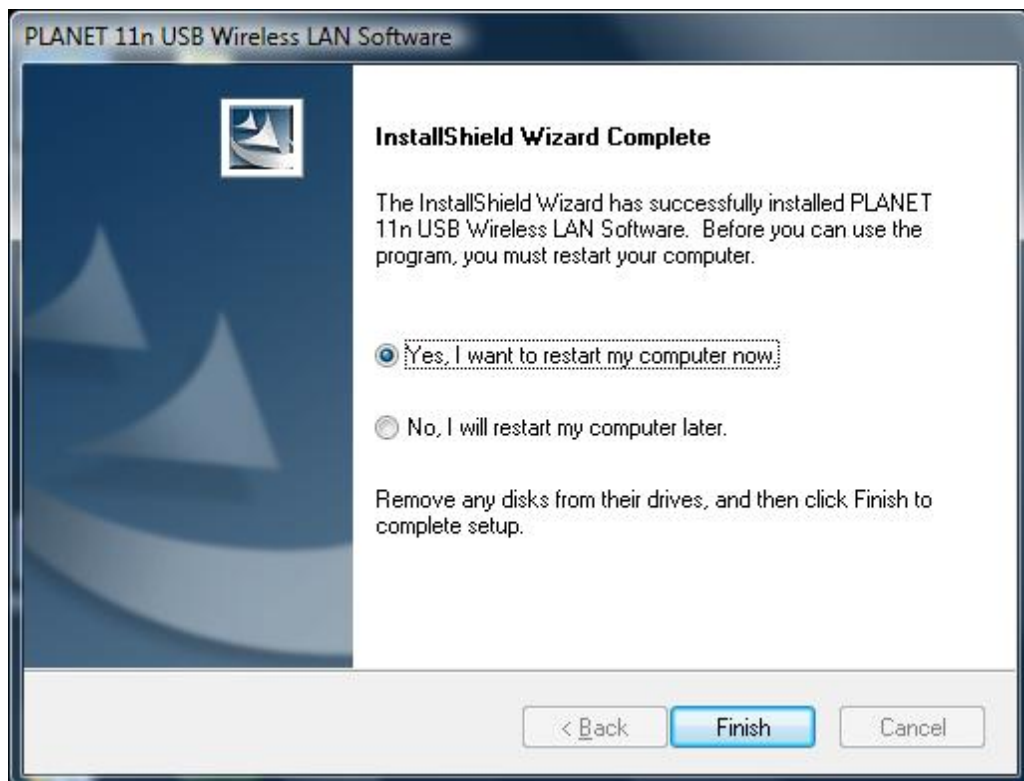 PLANET 11n USB Wireless LAN Software
InstallShield Wizard Complete
The InstallShield Wizard has successfully installed PLANET
11n USB Wireless LAN Software. Before you can use the
program, you must restart your computer.
Yes, I want to restart my computer now.
No, I will restart my computer later.
Remove any disks from their drives, and then click Finish to
complete setup.
< Back
Finish
Cancel